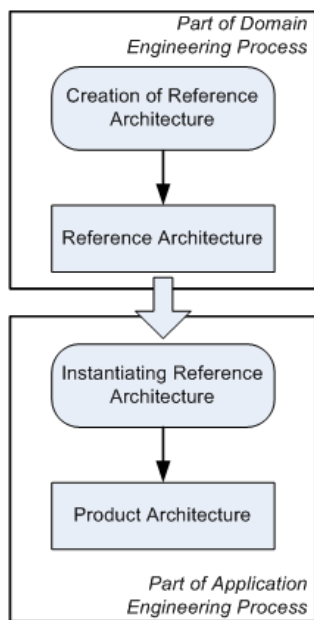 Part of Domain
Engineering Process
Creation of Reference
Architecture
Reference Architecture
Instantiating Reference
Architecture
Product Architecture
Part of Application
Engineering Process